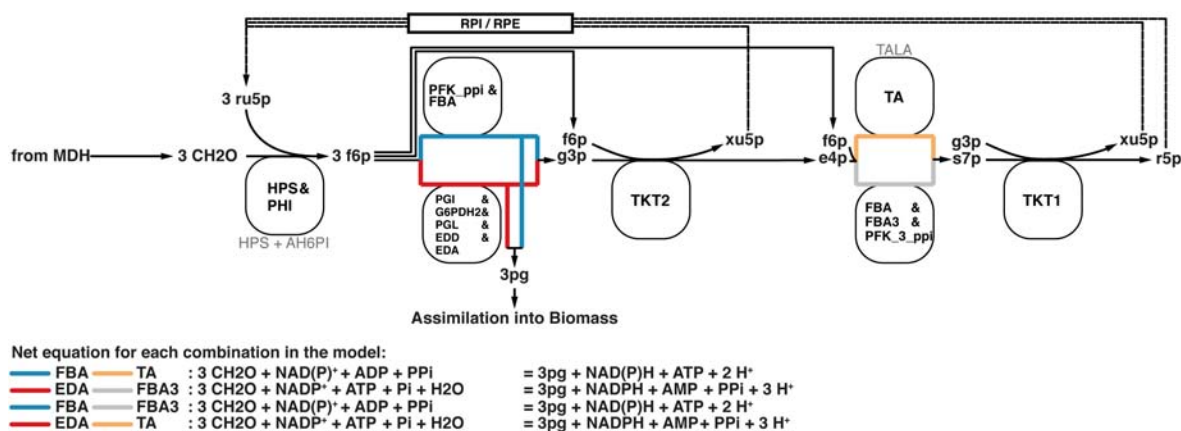 RPI / RPE
TALA
PFK_ppi &
FBA
TA
3 ru5p
f6p
g3p
xu5p
f6p
e4p
g3p
s7p
xu5p
r5p
from MDH
3 CH2O
3 f6p
HPS&
PHI
HPS + AH6PI
PGI &
G6PDH2&
PGL &
EDD &
EDA
TKT2
FBA &
FBA3 &
PFK_3_ppi
TKT1
3pg
Assimilation into Biomass
Net equation for each combination in the model:
FBA TA : 3 CH2O + NAD(P)⁺ + ADP + PPi = 3pg + NAD(P)H + ATP + 2 H⁺
EDA FBA3 : 3 CH2O + NADP⁺ + ATP + Pi + H2O = 3pg + NADPH + AMP + PPi + 3 H⁺
FBA FBA3 : 3 CH2O + NAD(P)⁺ + ADP + PPi = 3pg + NAD(P)H + ATP + 2 H⁺
EDA TA : 3 CH2O + NADP⁺ + ATP + Pi + H2O = 3pg + NADPH + AMP+ PPi + 3 H⁺